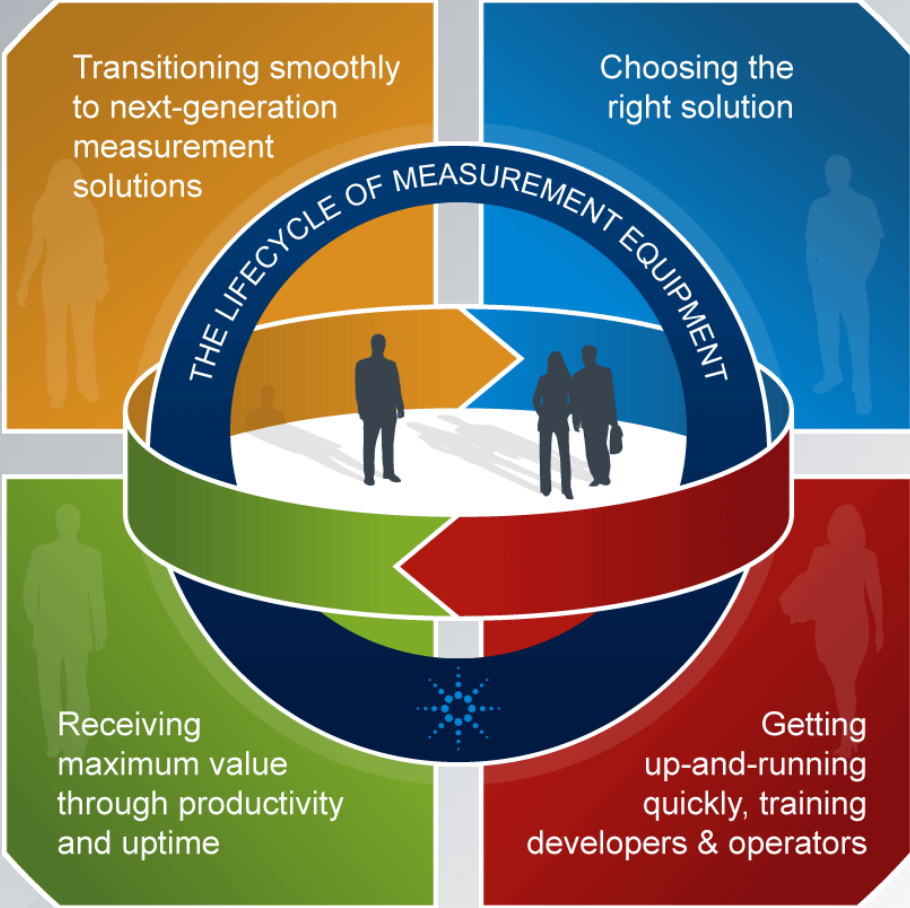 Transitioning smoothly
to next-generation
measurement
solutions
Choosing the
right solution
THE LIFECYCLE OF MEASUREMENT EQUIPMENT
Receiving
maximum value
through productivity
and uptime
Getting
up-and-running
quickly, training
developers & operators